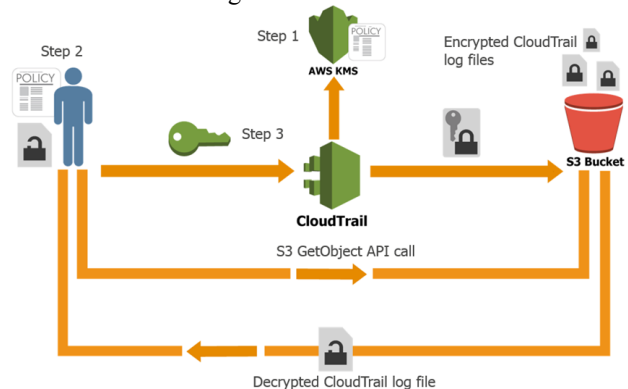 Step 1
AWS KMS
Step 2
POLICY
POLICY
Step 3
CloudTrail
Encrypted CloudTrail
log files
S3 Bucket
S3 GetObject API call
Decrypted CloudTrail log file